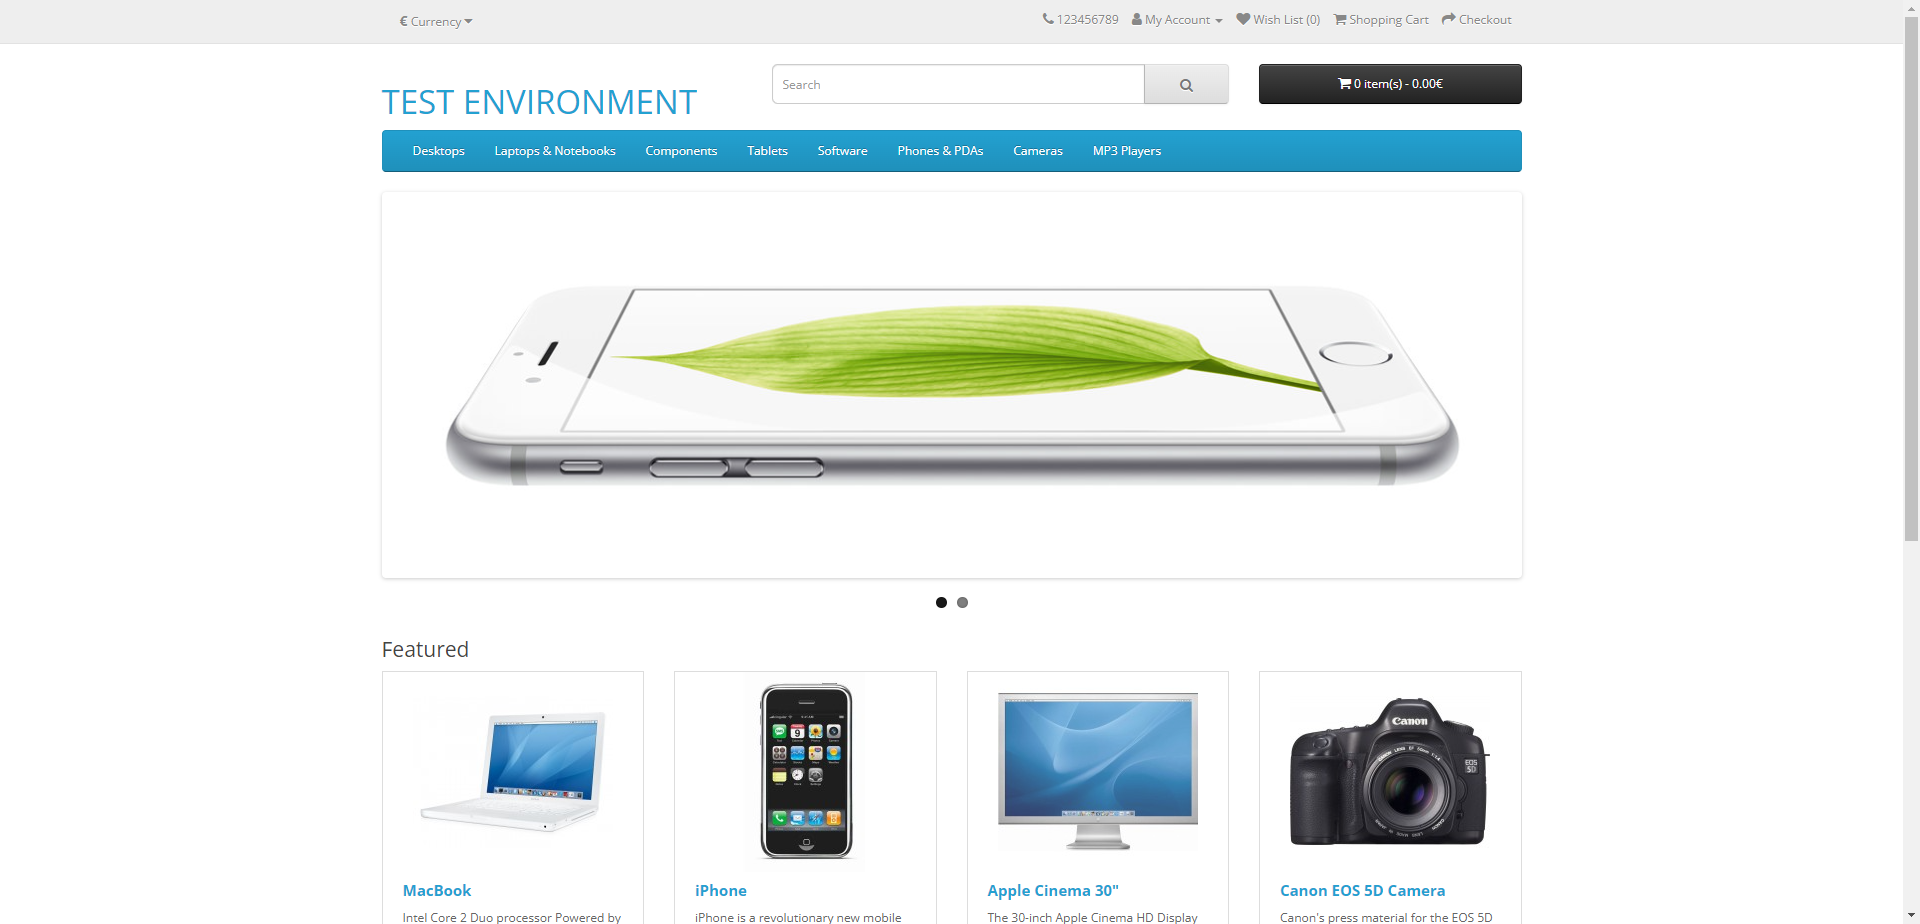 € Currency
123456789 My Account Wish List (0) Shopping Cart Checkout
TEST ENVIRONMENT
Search
0 item(s) - 0.00€
Desktops Laptops & Notebooks Components Tablets Software Phones & PDAs Cameras MP3 Players
Featured
Canon
EOS
5D
MacBook
iPhone
Apple Cinema 30"
Canon EOS 5D Camera
Intel Core 2 Duo processor Powered by
iPhone is a revolutionary new mobile
The 30-inch Apple Cinema HD Display
Canon's press material for the EOS 5D